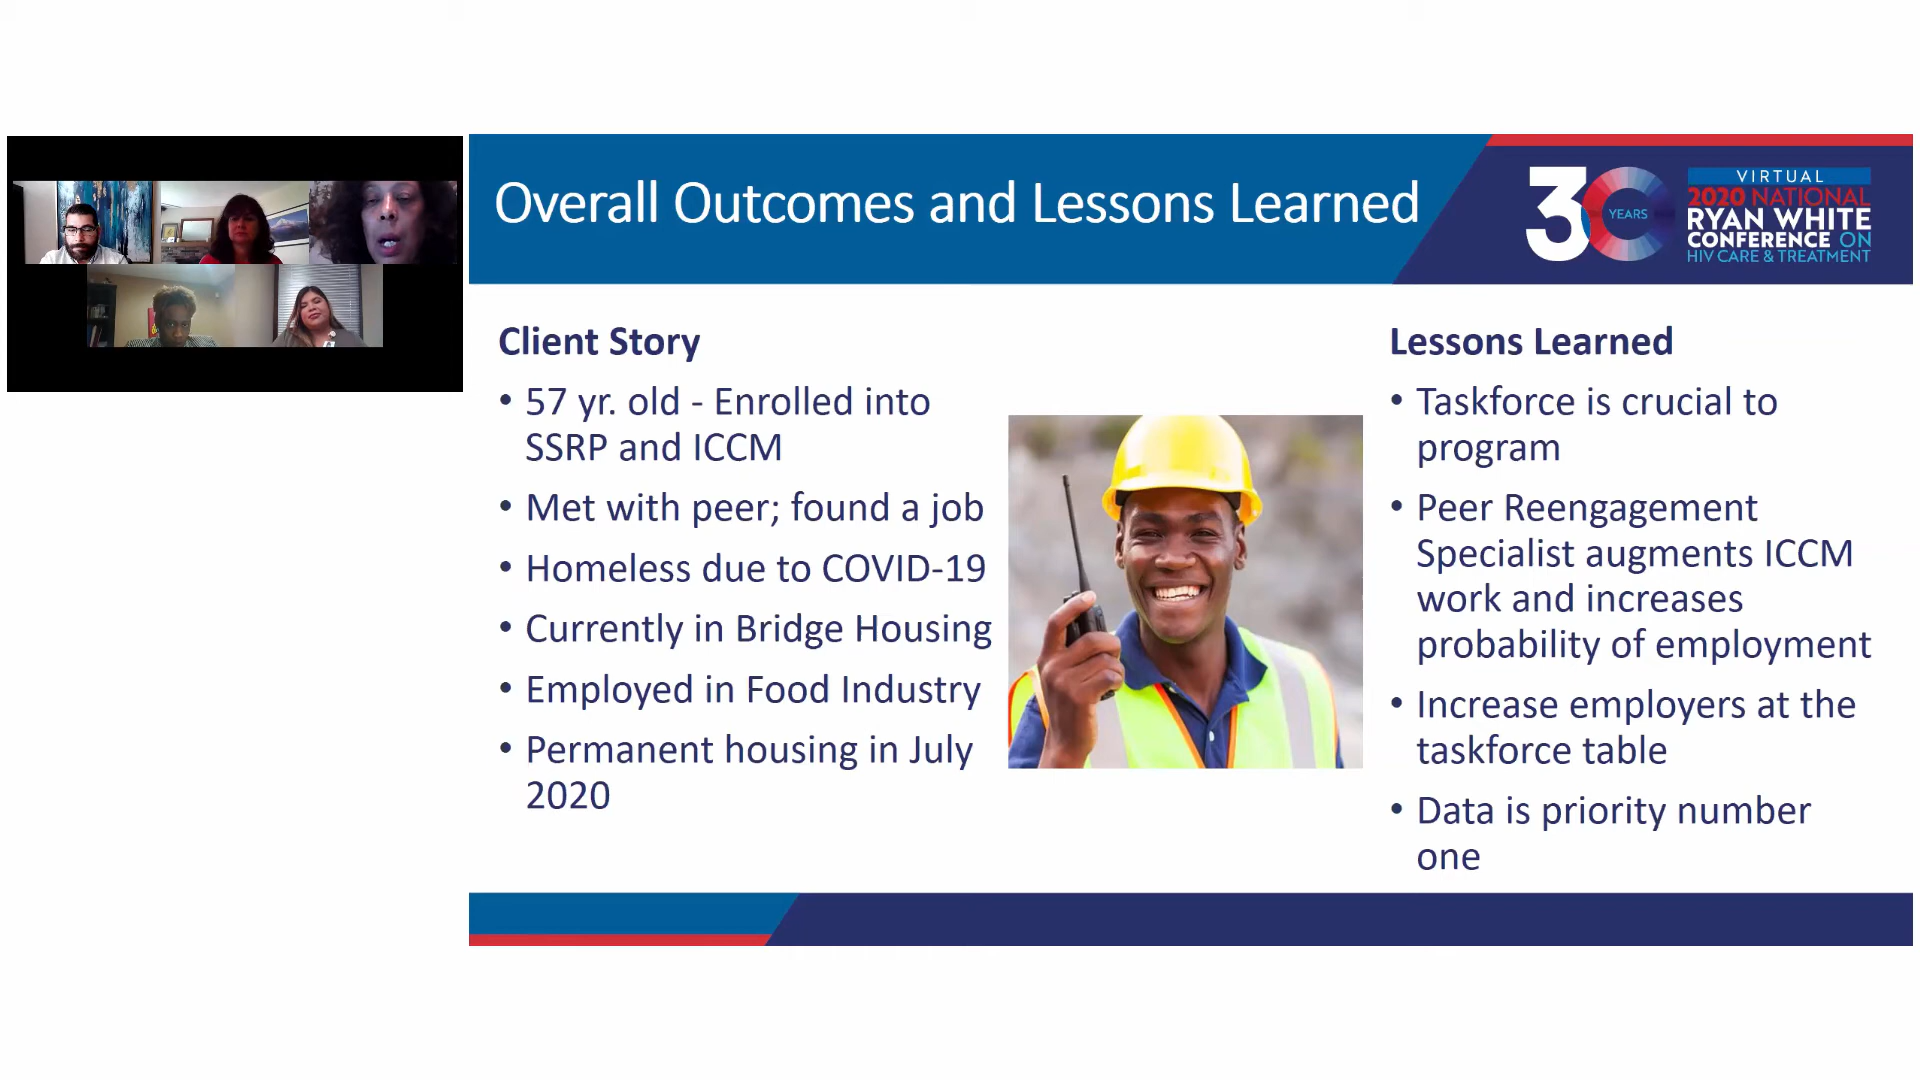 Overall Outcomes and Lessons Learned
30
YEARS
VIRTUAL
2020 NATIONAL
RYAN WHITE
CONFERENCE ON
HIV CARE & TREATMENT
Client Story
• 57 yr. old - Enrolled into
SSRP and ICCM
• Met with peer; found a job
• Homeless due to COVID-19
• Currently in Bridge Housing
• Employed in Food Industry
• Permanent housing in July
2020
Lessons Learned
• Taskforce is crucial to
program
• Peer Reengagement
Specialist augments ICCM
work and increases
probability of employment
• Increase employers at the
taskforce table
• Data is priority number
one